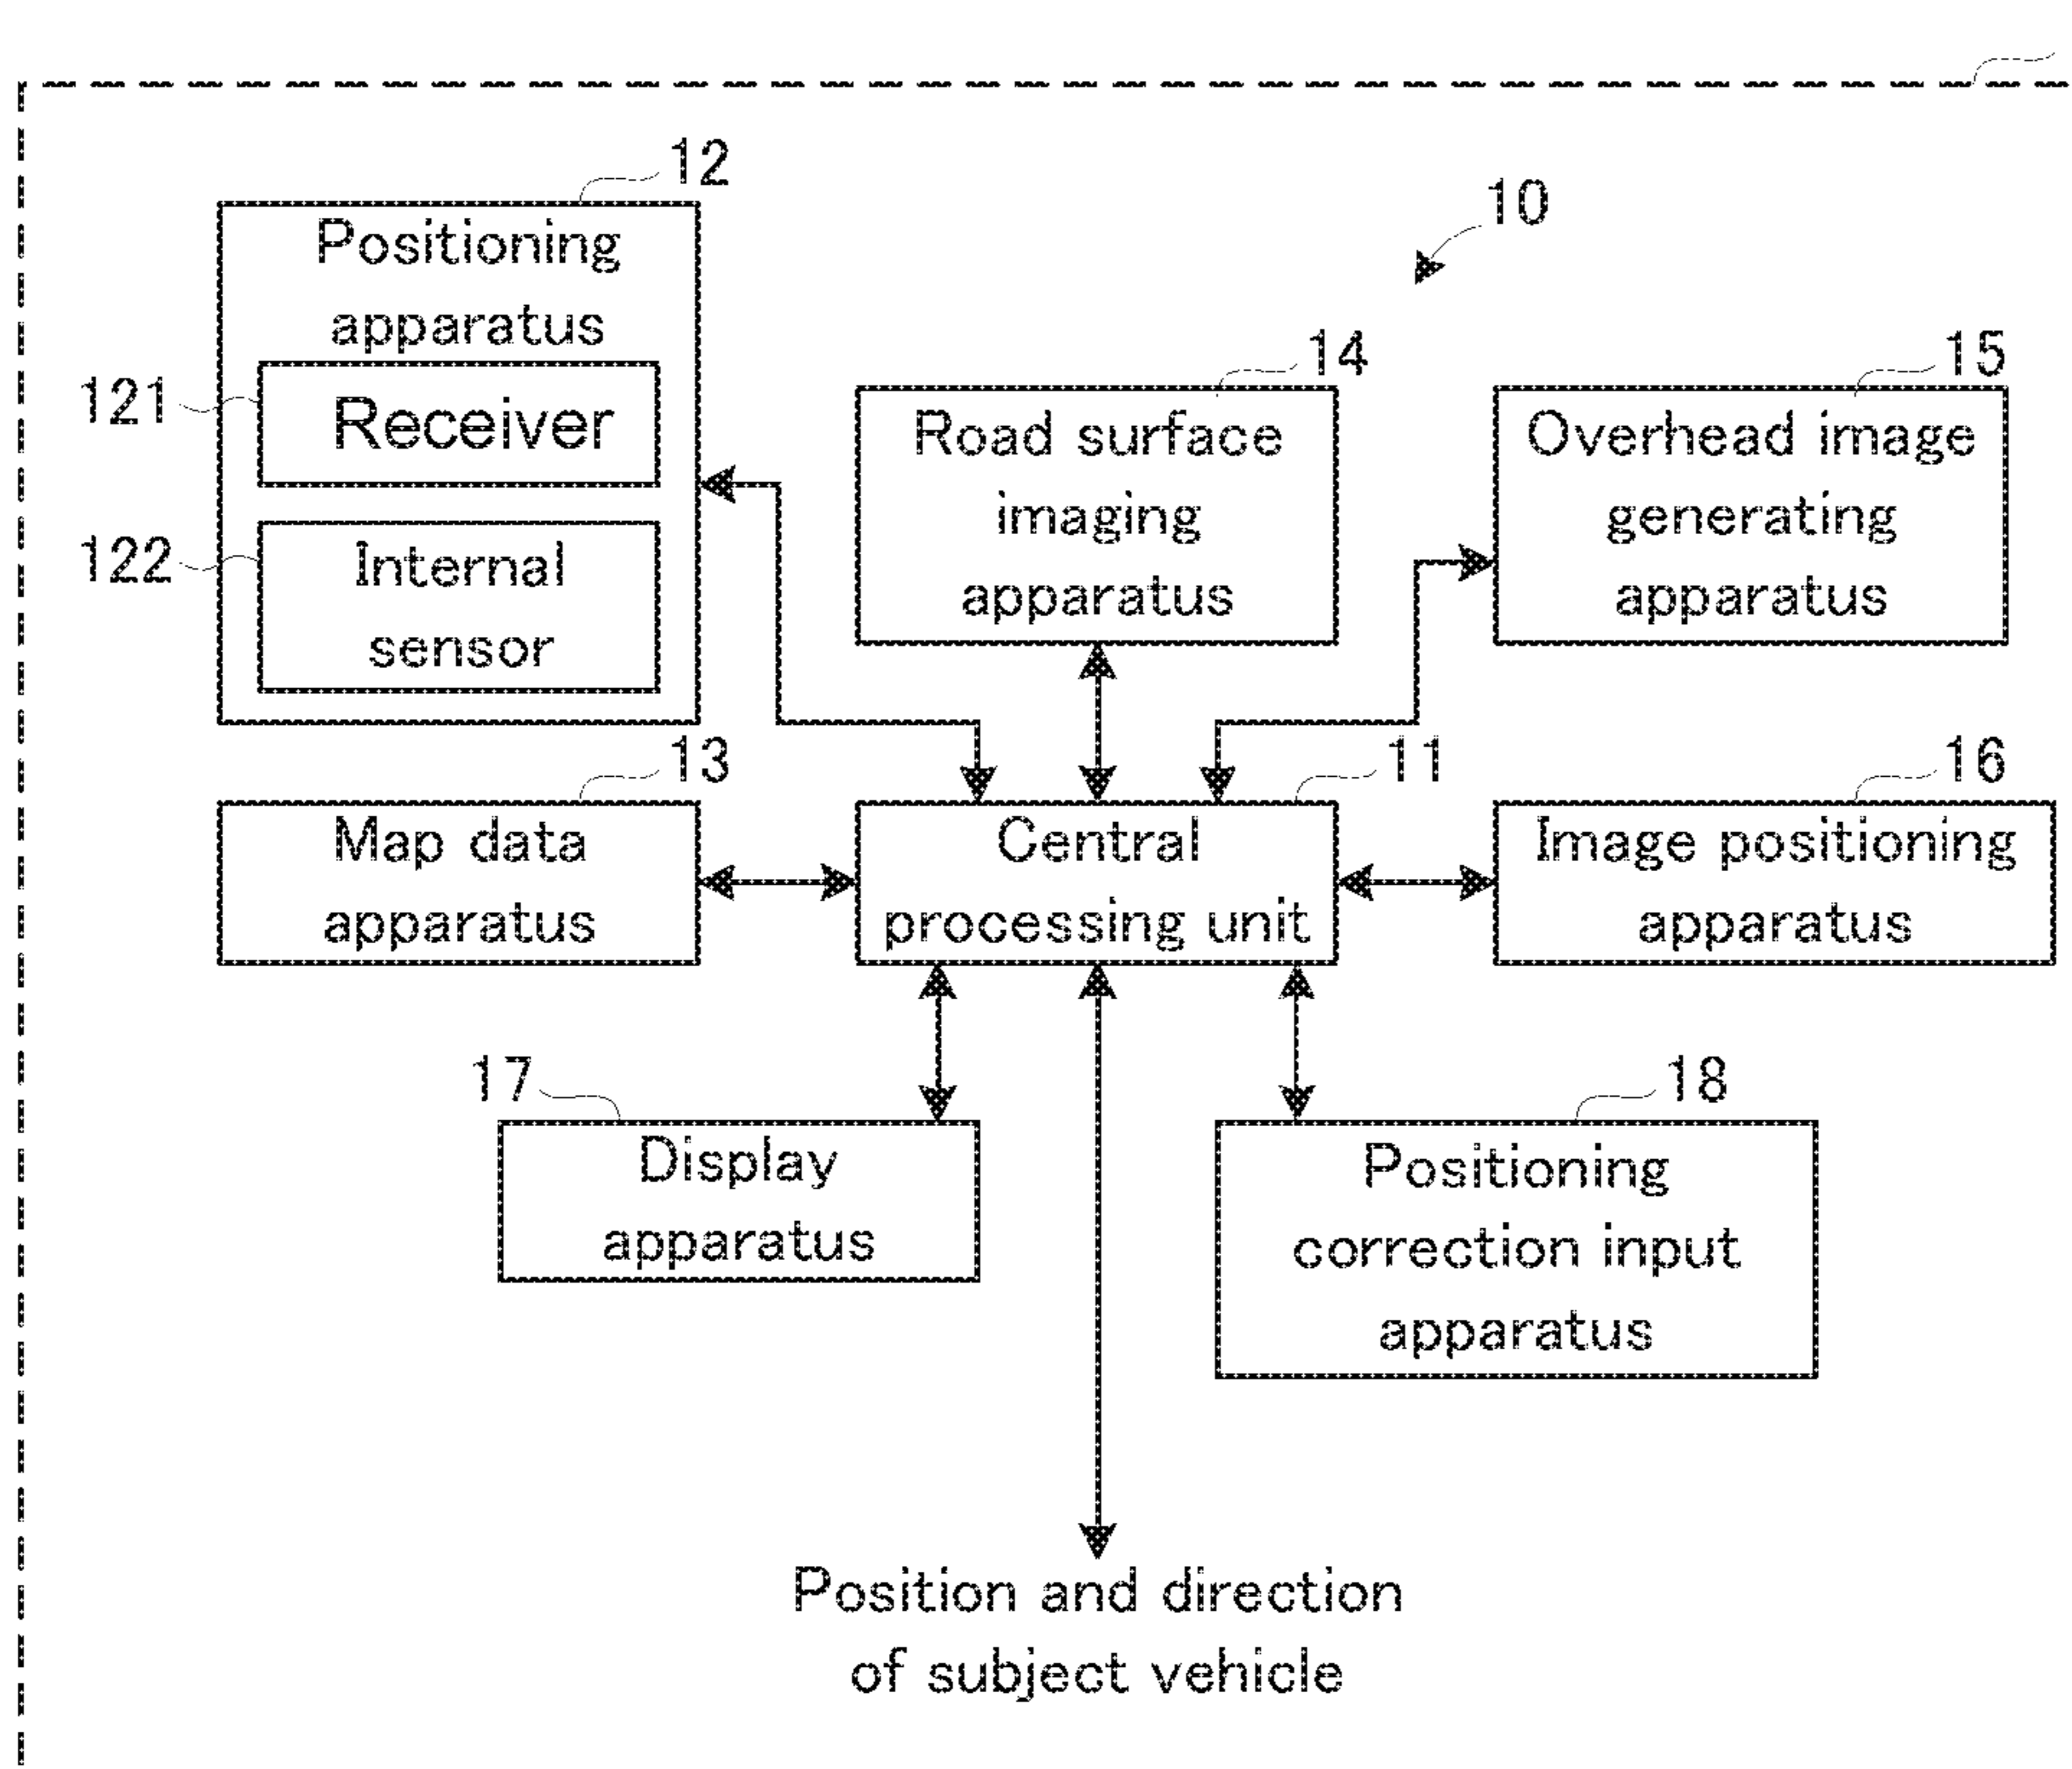 12
Positioning
apparatus
121
Receiver
122
Internal
sensor
10
14
Road surface
imaging
apparatus
15
Overhead image
generating
apparatus
13
Map data
apparatus
11
Central
processing unit
16
Image positioning
apparatus
17
Display
apparatus
18
Positioning
correction input
apparatus
Position and direction
of subject vehicle